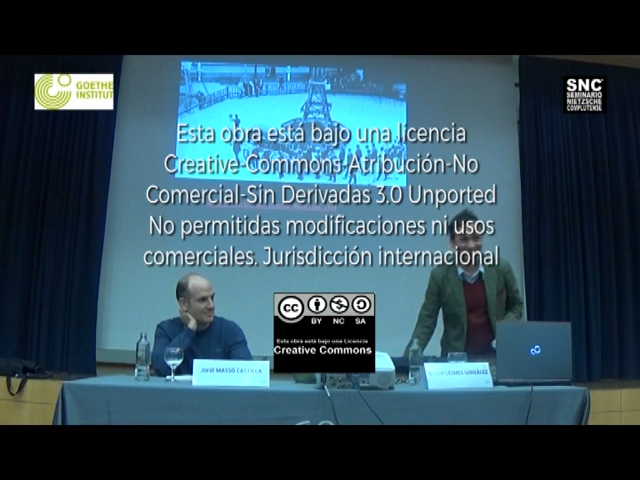 GOETHE
INSTITUT
SNC
SEMINARIO
NIETZSCHE
COMPLUTENSE
Esta obra está bajo una licencia
Creative-Commons-Atribución-No
Comercial-Sin Derivadas 3.0 Unported
No permitidas modificaciones ni usos
comerciales. Jurisdicción internacional
cc
BY NC SA
Esta obra está bajo una Licencia
Creative Commons
Jordi MASSÓ CASTILLA
GONZÁLEZ